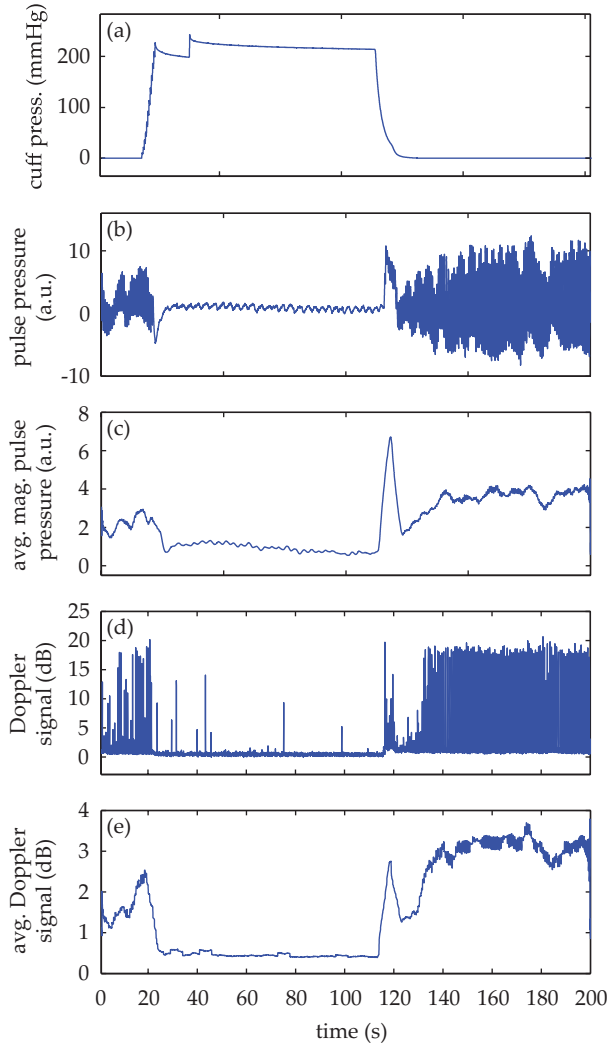 (a)
cuff press. (mmHg)
200
100
0
(b)
pulse pressure
(a.u.)
10
0
-10
(c)
avg. mag. pulse
pressure (a.u.)
8
6
4
2
0
(d)
Doppler
signal (dB)
25
20
15
10
5
0
(e)
avg. Doppler
signal (dB)
4
3
2
1
0
0 20 40 60 80 100 120 140 160 180 200
time (s)